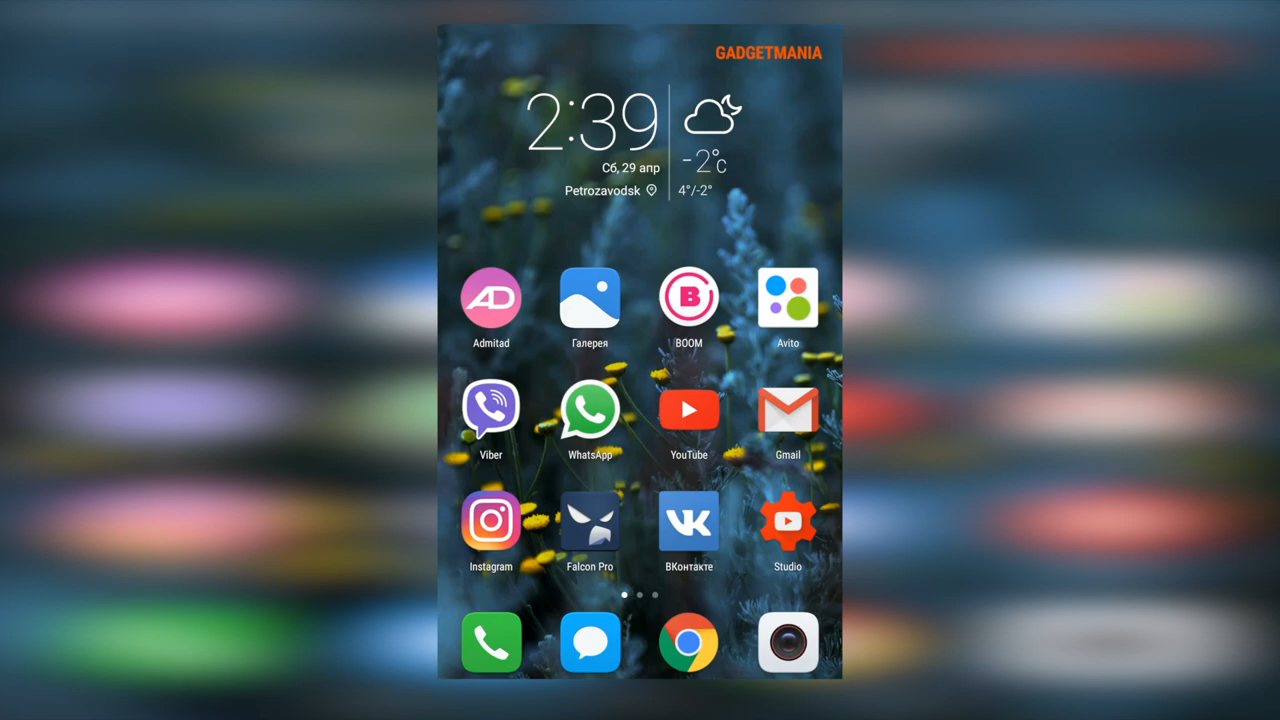 GADGETMANIA
2:39
-2°c
Сб, 29 апр
Petrozavodsk
4°/-2°
AD
B
Admitad
Галерея
BOOM
Avito
Viber
WhatsApp
YouTube
Gmail
Instagram
Falcon Pro
ВКонтакте
Studio